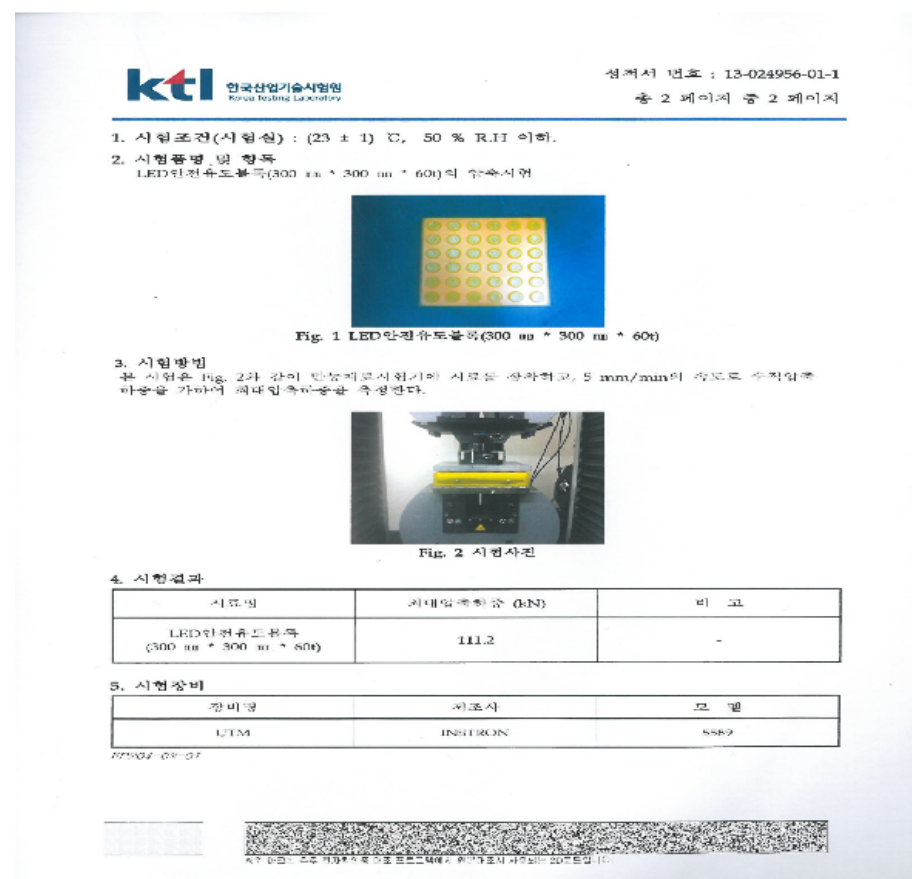 ktl 한국산업기술시험원
Korea Testing Laboratory
성적서 번호 : 13-024956-01-1
총 2 페이지 중 2 페이지
1. 시험조건(시험실) : (23 ± 1) ℃, 50 % R.H 이하.
2. 시험품명 및 항목
LED안전유도블록(300 ㎜ * 300 ㎜ * 60t)의 압축시험
Fig. 1 LED안전유도블록(300 ㎜ * 300 ㎜ * 60t)
3. 시험방법
본 시험은 Fig. 2와 같이 만능재료시험기에 시료를 장착하고, 5 mm/min의 속도로 수직압축
하중을 가하여 최대압축하중을 측정한다.
Fig. 2 시험사진
4. 시험결과
시료명 최대압축하중 (kN) 비 고
LED안전유도블록 111.2 -
(300 ㎜ * 300 ㎜ * 60t)
5. 시험장비
장비명 제조사 모 델
UTM INSTRON 5589